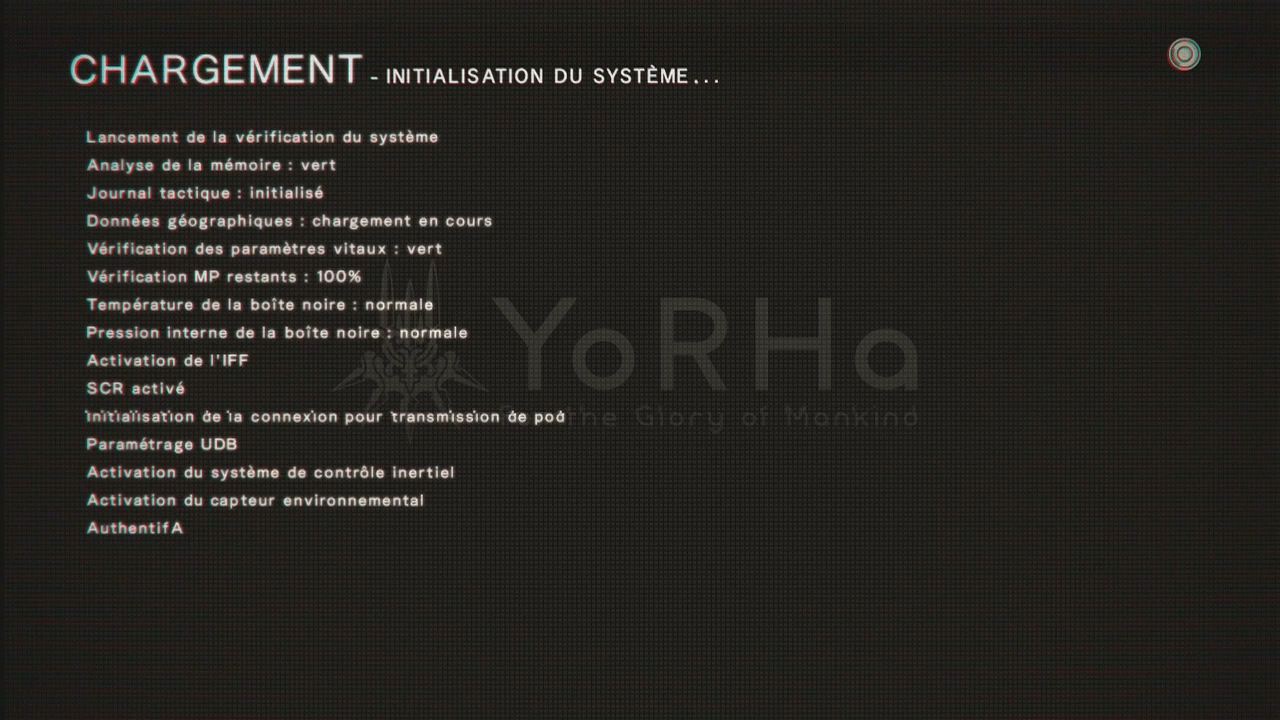 CHARGEMENT - INITIALISATION DU SYSTÈME...
Lancement de la vérification du système
Analyse de la mémoire : vert
Journal tactique : initialisé
Données géographiques : chargement en cours
Vérification des paramètres vitaux : vert
Vérification MP restants : 100%
Température de la boîte noire : normale
Pression interne de la boîte noire : normale
Activation de l'IFF
SCR activé
Initialisation de la connexion pour transmission de pod
Paramétrage UDB
Activation du système de contrôle inertiel
Activation du capteur environnemental
AuthentifA
YoRHa
For the Glory of Mankind